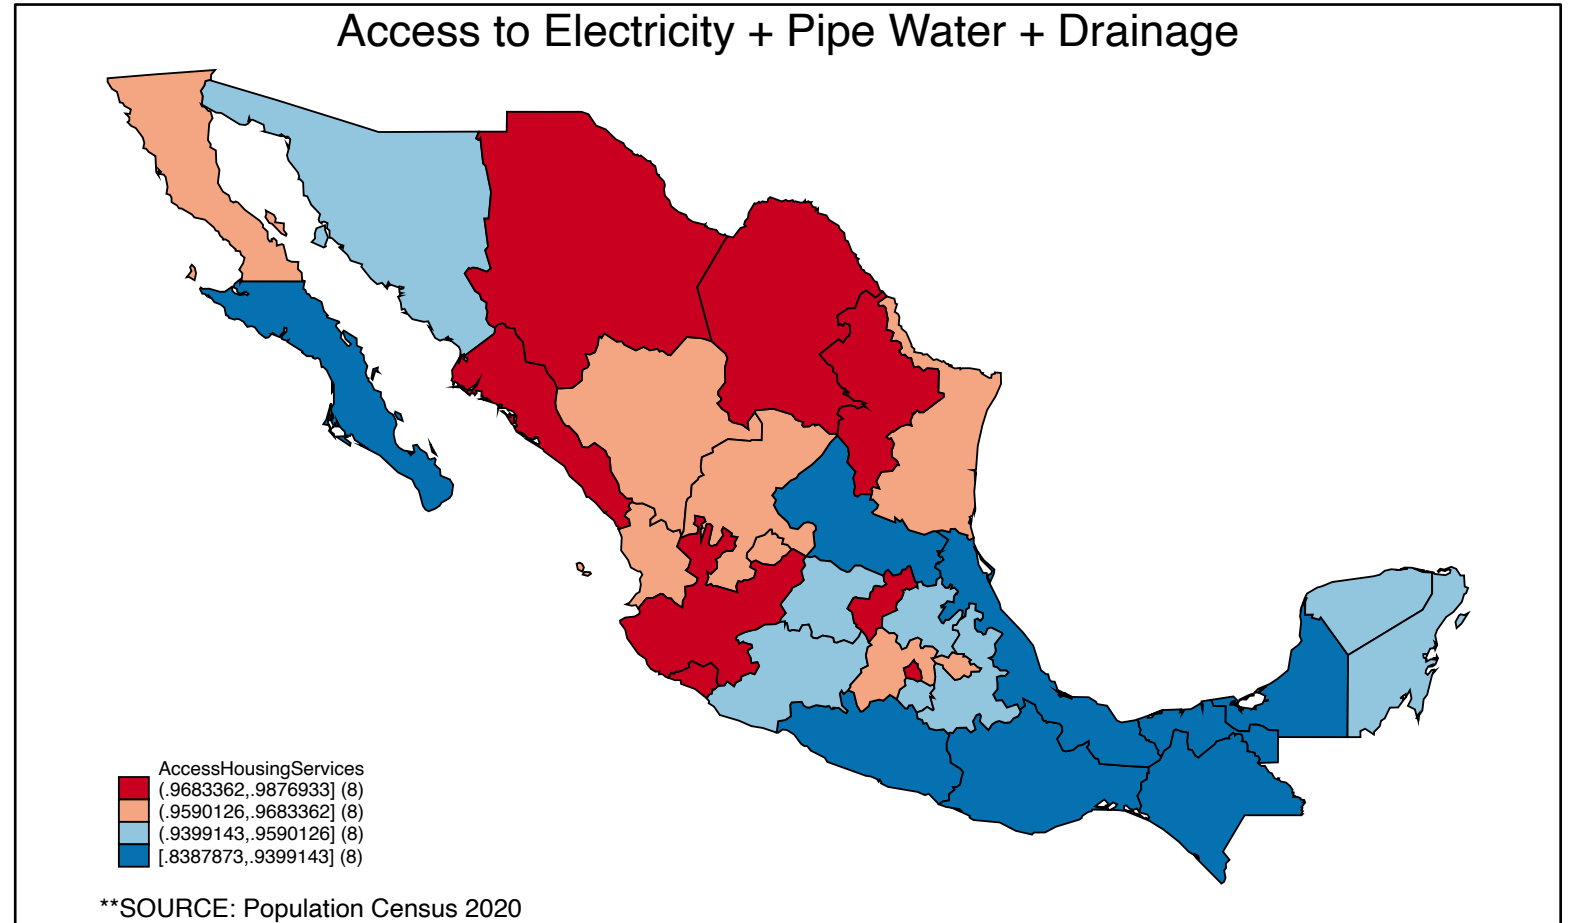 Access to Electricity + Pipe Water + Drainage
AccessHousingServices
(.9683362,.9876933] (8)
(.9590126,.9683362] (8)
(.9399143,.9590126] (8)
[.8387873,.9399143] (8)
**SOURCE: Population Census 2020